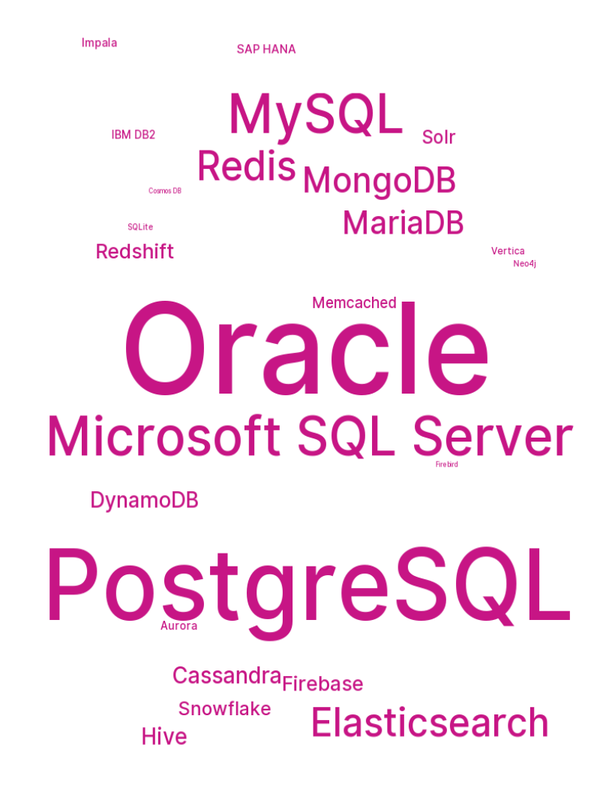 Impala
SAP HANA
MySQL
IBM DB2
Solr
Redis
MongoDB
Cosmos DB
MariaDB
SQLite
Redshift
Vertica
Neo4j
Memcached
Oracle
Microsoft SQL Server
Firebird
DynamoDB
PostgreSQL
Aurora
Cassandra
Firebase
Snowflake
Elasticsearch
Hive